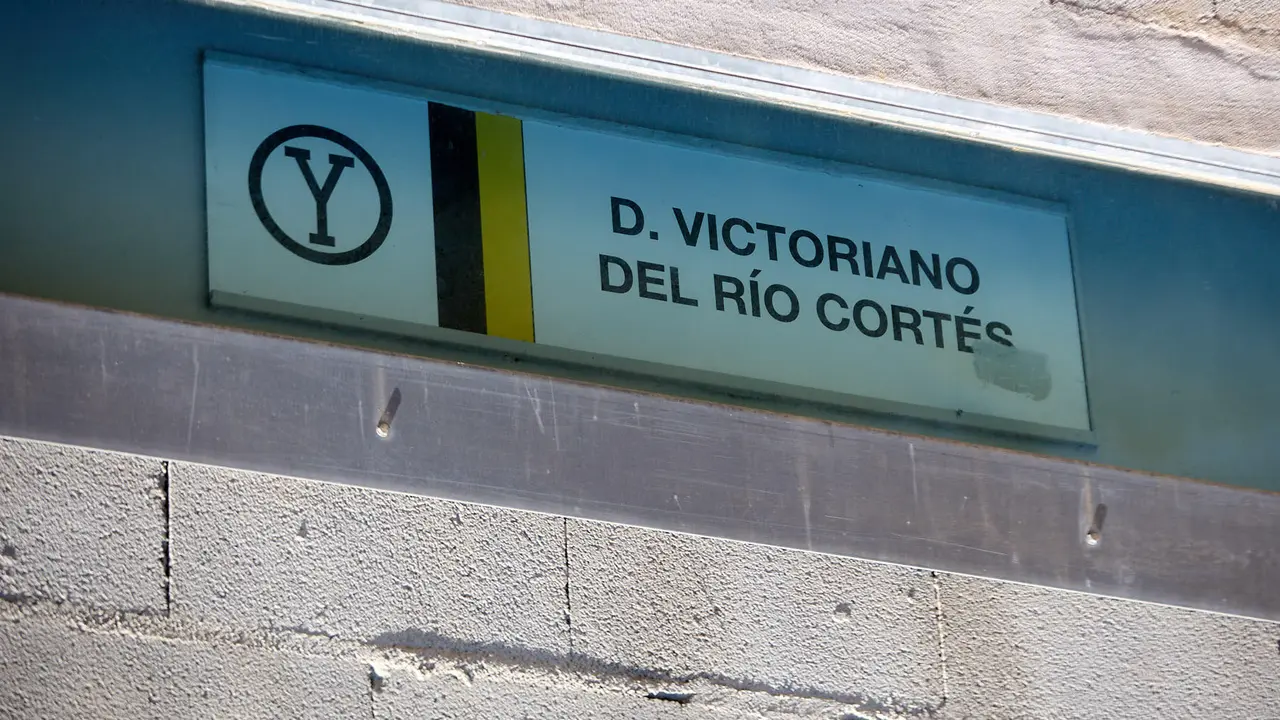 Y
D. VICTORIANO
DEL RÍO CORTÉS